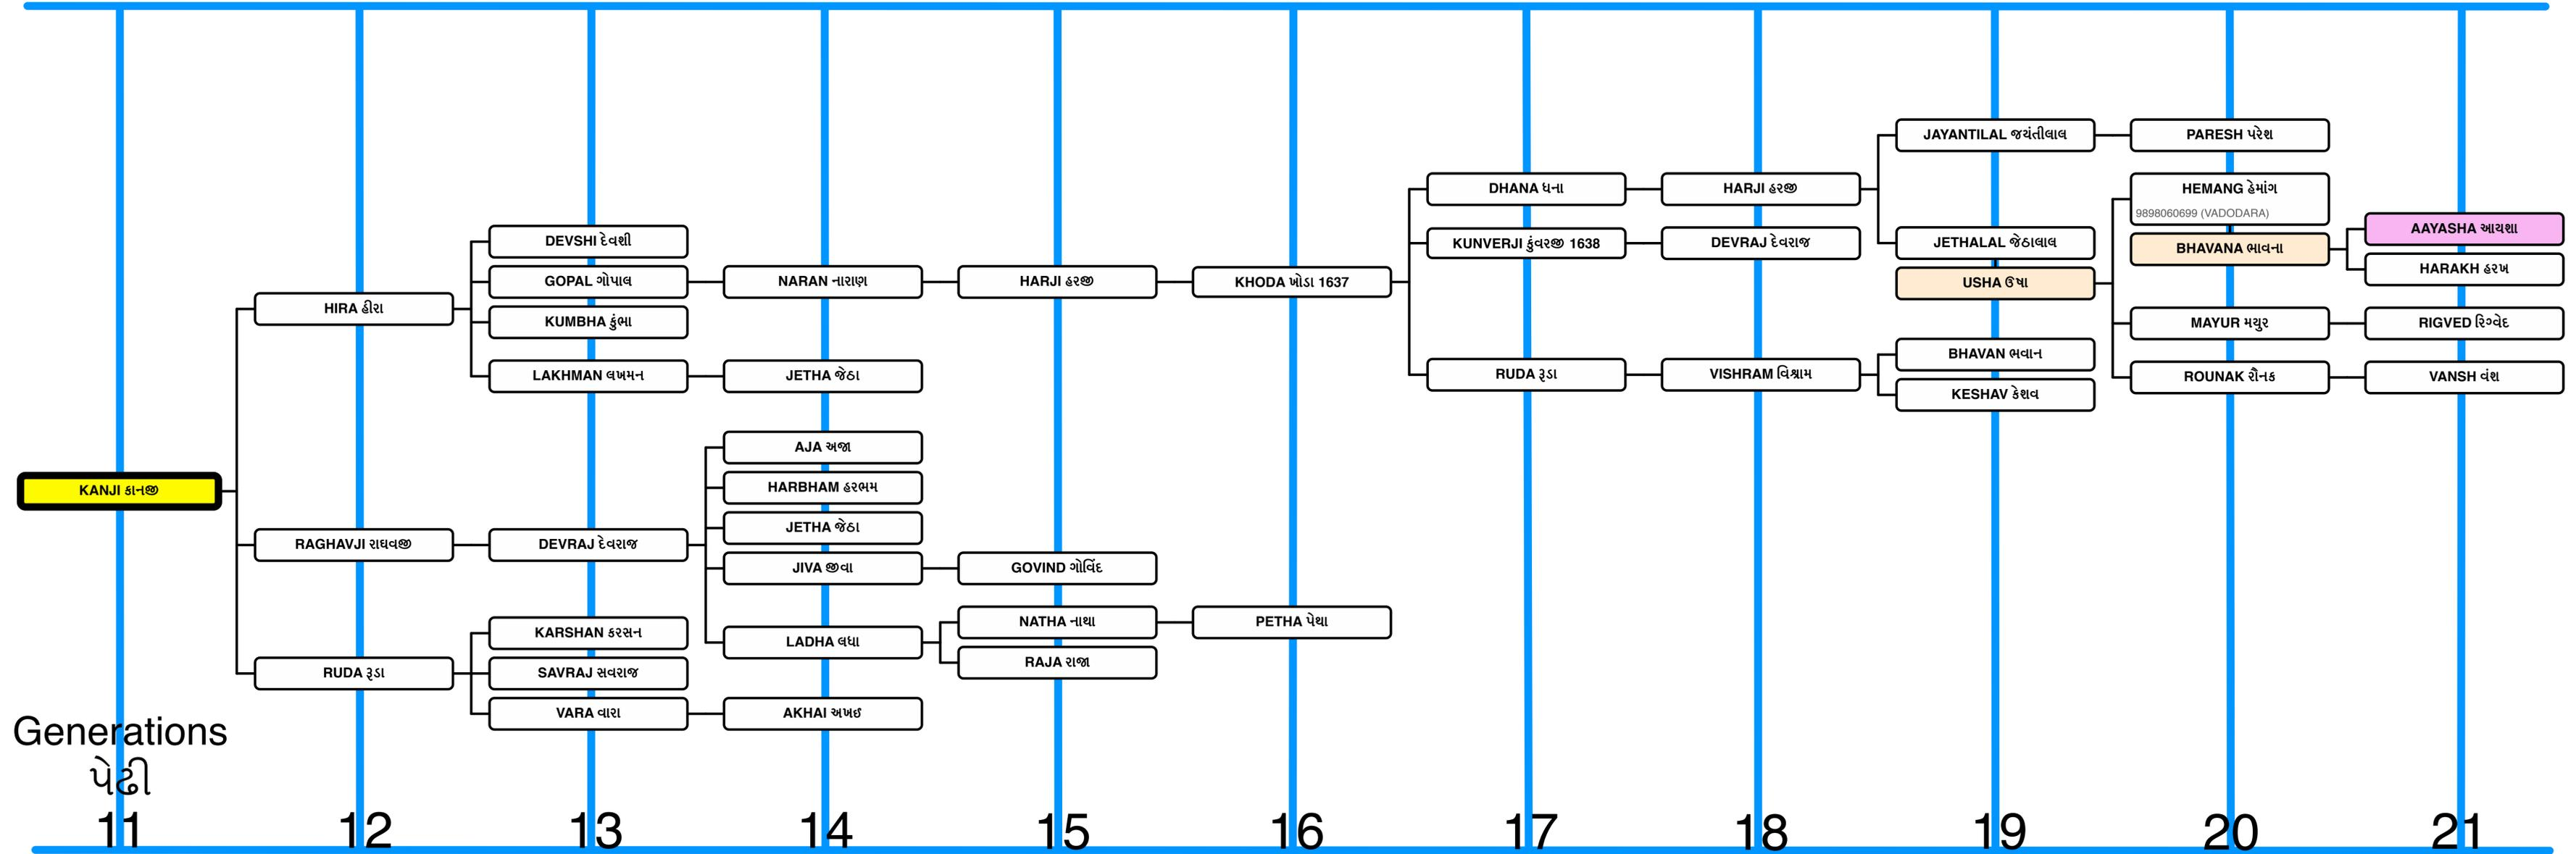 JAYANTILAL જયંતીલાલ
PARESH પરેશ
DHANA ધના
HARJI હરજી
HEMANG હેમાંગ
9898060699 (VADODARA)
DEVSHI દેવશી
KUNVERJI કુંવરજી 1638
DEVRAJ દેવરાજ
JETHALAL જેઠાલાલ
BHAVANA ભાવના
AAYASHA આયશા
HARAKH હરખ
GOPAL ગોપાલ
NARAN નારાણ
HARJI હરજી
KHODA ખોડા 1637
USHA ઉષા
HIRA હીરા
KUMBHA કુંભા
MAYUR મયુર
RIGVED રિગ્વેદ
BHAVAN ભવાન
LAKHMAN લખમન
JETHA જેઠા
RUDA રૂડા
VISHRAM વિશ્રામ
ROUNAK રૌનક
VANSH વંશ
KESHAV કેશવ
AJA અજા
KANJI કાનજી
HARBHAM હરભમ
JETHA જેઠા
RAGHAVJI રાઘવજી
DEVRAJ દેવરાજ
JIVA જીવા
GOVIND ગોવિંદ
NATHA નાથા
PETHA પેથા
KARSHAN કરસન
LADHA લધા
RAJA રાજા
RUDA રૂડા
SAVRAJ સવરાજ
VARA વારા
AKHAI અખઈ
Generations
પેઢી
11 12 13 14 15 16 17 18 19 20 21